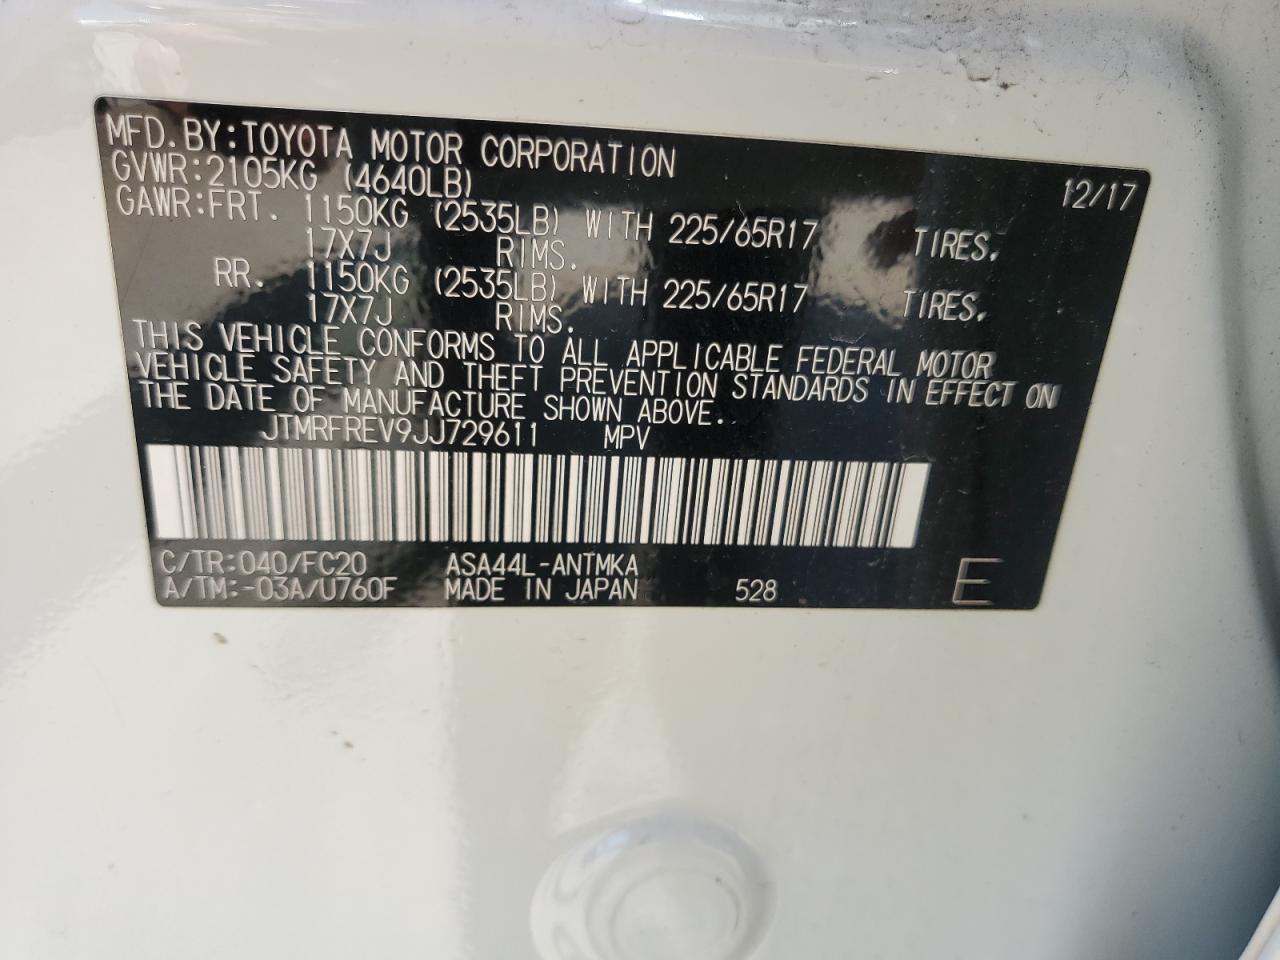 MFD. BY:TOYOTA MOTOR CORPORATION 12/17
GVWR:2105KG (4640LB)
GAWR:FRT. 1150KG (2535LB) WITH 225/65R17 TIRES.
17X7J RIMS.
RR. 1150KG (2535LB) WITH 225/65R17 TIRES.
17X7J RIMS.
THIS VEHICLE CONFORMS TO ALL APPLICABLE FEDERAL MOTOR
VEHICLE SAFETY AND THEFT PREVENTION STANDARDS IN EFFECT ON
THE DATE OF MANUFACTURE SHOWN ABOVE.
JTMRFREV9JJ729611 MPV
C/TR:040/FC20 ASA44L-ANTMKA
A/TM:-03A/U760F MADE IN JAPAN 528 E